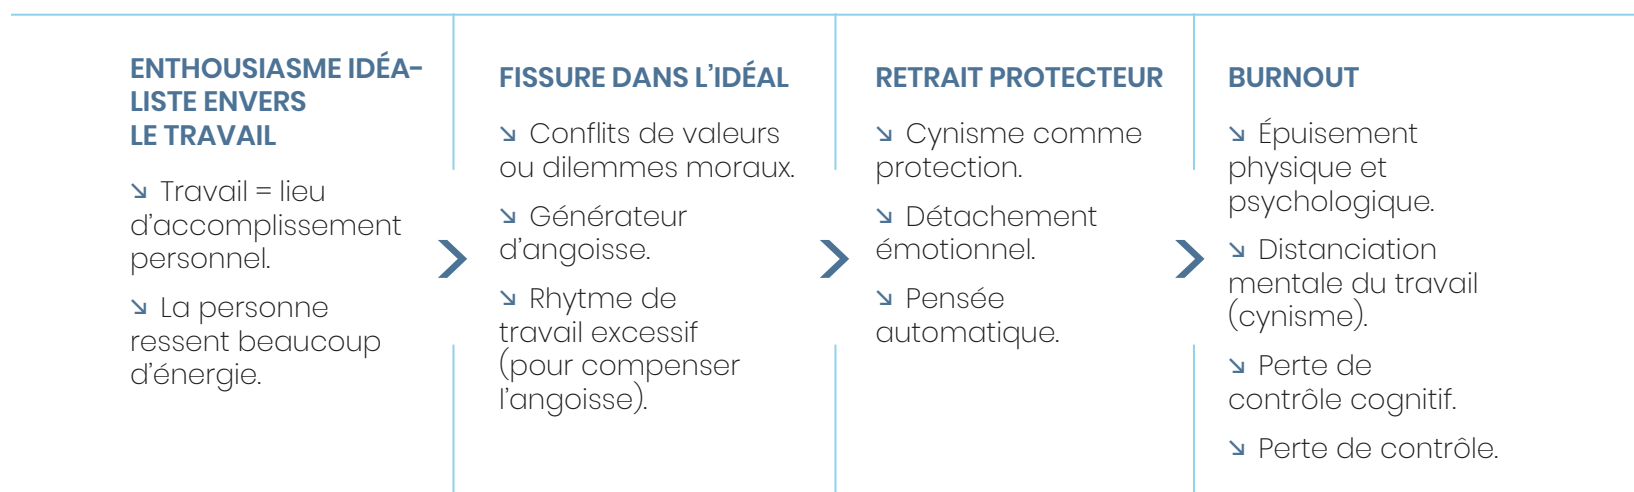 ENTHOUSIASME IDÉA-
LISTE ENVERS
LE TRAVAIL
↘ Travail = lieu
d’accomplissement
personnel.
↘ La personne
ressent beaucoup
d’énergie.
FISSURE DANS L’IDÉAL
↘ Conflits de valeurs
ou dilemmes moraux.
↘ Générateur
d’angoisse.
↘ Rhytme de
travail excessif
(pour compenser
l’angoisse).
RETRAIT PROTECTEUR
↘ Cynisme comme
protection.
↘ Détachement
émotionnel.
↘ Pensée
automatique.
BURNOUT
↘ Épuisement
physique et
psychologique.
↘ Distanciation
mentale du travail
(cynisme).
↘ Perte de
contrôle cognitif.
↘ Perte de contrôle.